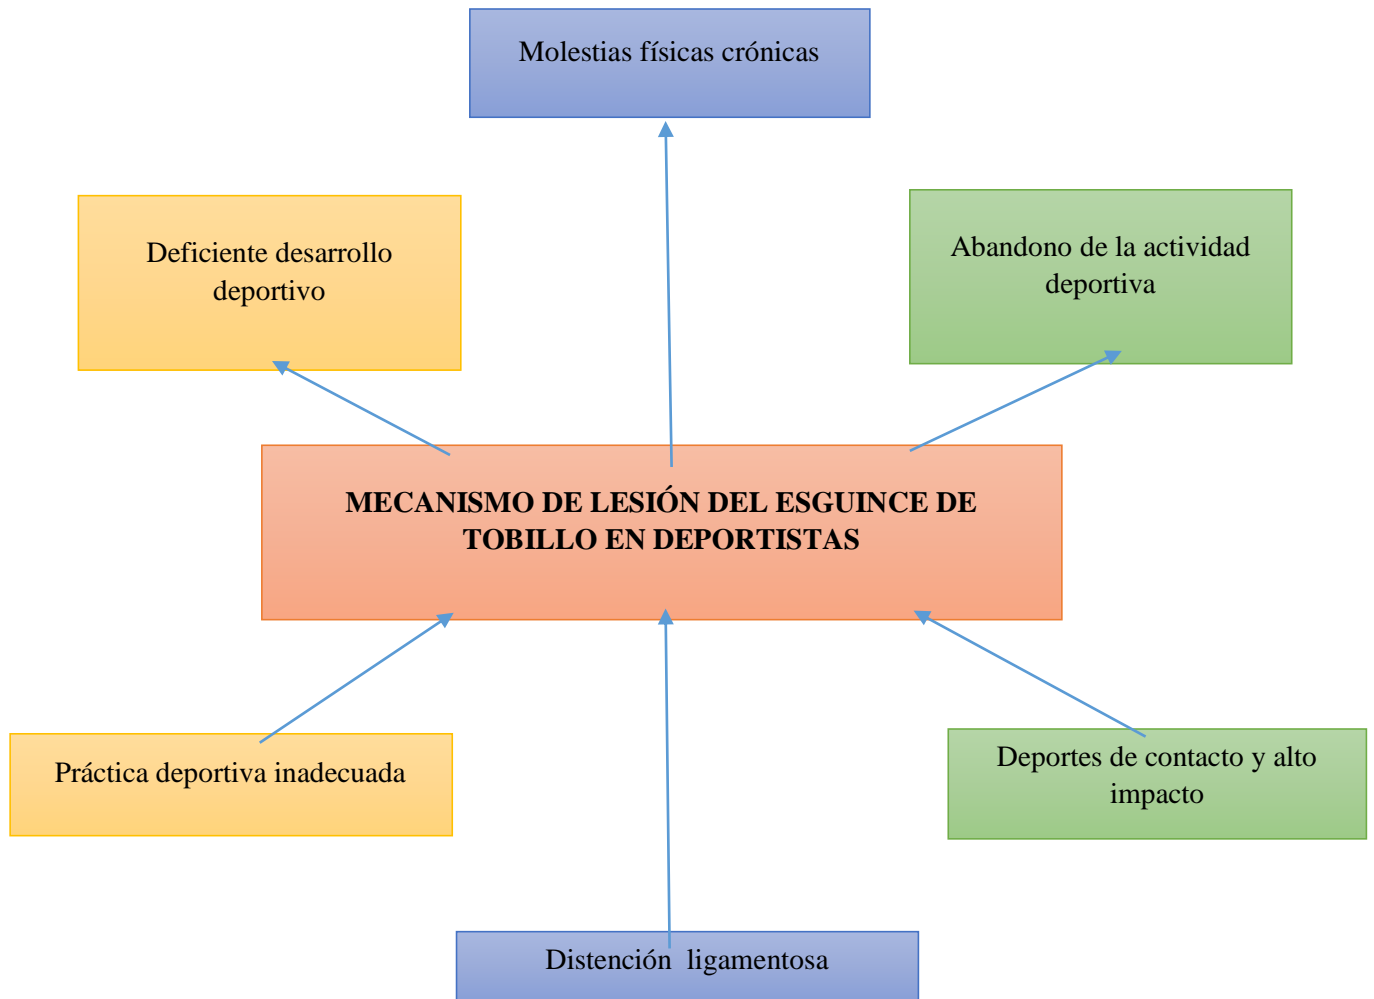 Molestias físicas crónicas
Deficiente desarrollo
deportivo
Abandono de la actividad
deportiva
MECANISMO DE LESIÓN DEL ESGUINCE DE
TOBILLO EN DEPORTISTAS
Práctica deportiva inadecuada
Deportes de contacto y alto
impacto
Distención  ligamentosa